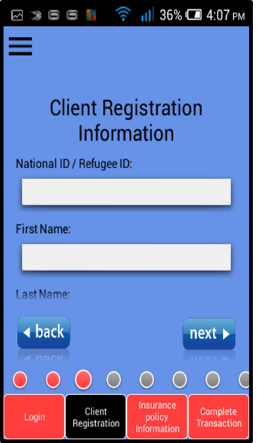 36% 4:07 PM
Client Registration
Information
National ID / Refugee ID:
First Name:
Last Name:
back
next
Login
Client
Registration
Insurance
policy
Information
Complete
Transaction